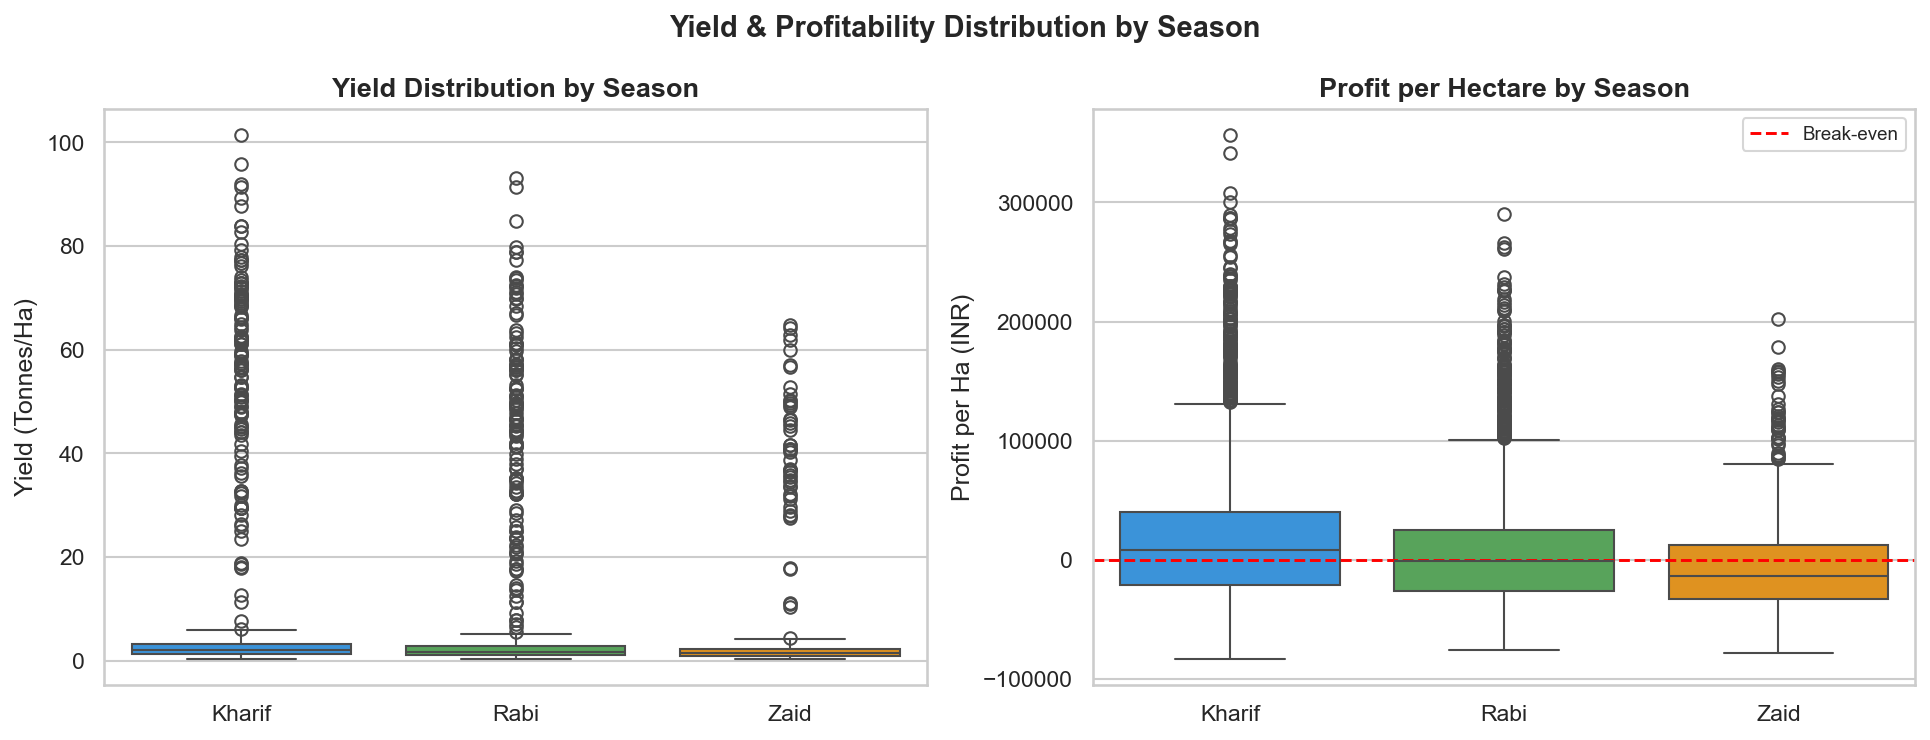 Yield & Profitability Distribution by Season
Yield Distribution by Season
Yield (Tonnes/Ha)
100
80
60
40
20
0
Kharif
Rabi
Zaid
Profit per Hectare by Season
Break-even
Profit per Ha (INR)
300000
200000
100000
0
−100000
Kharif
Rabi
Zaid